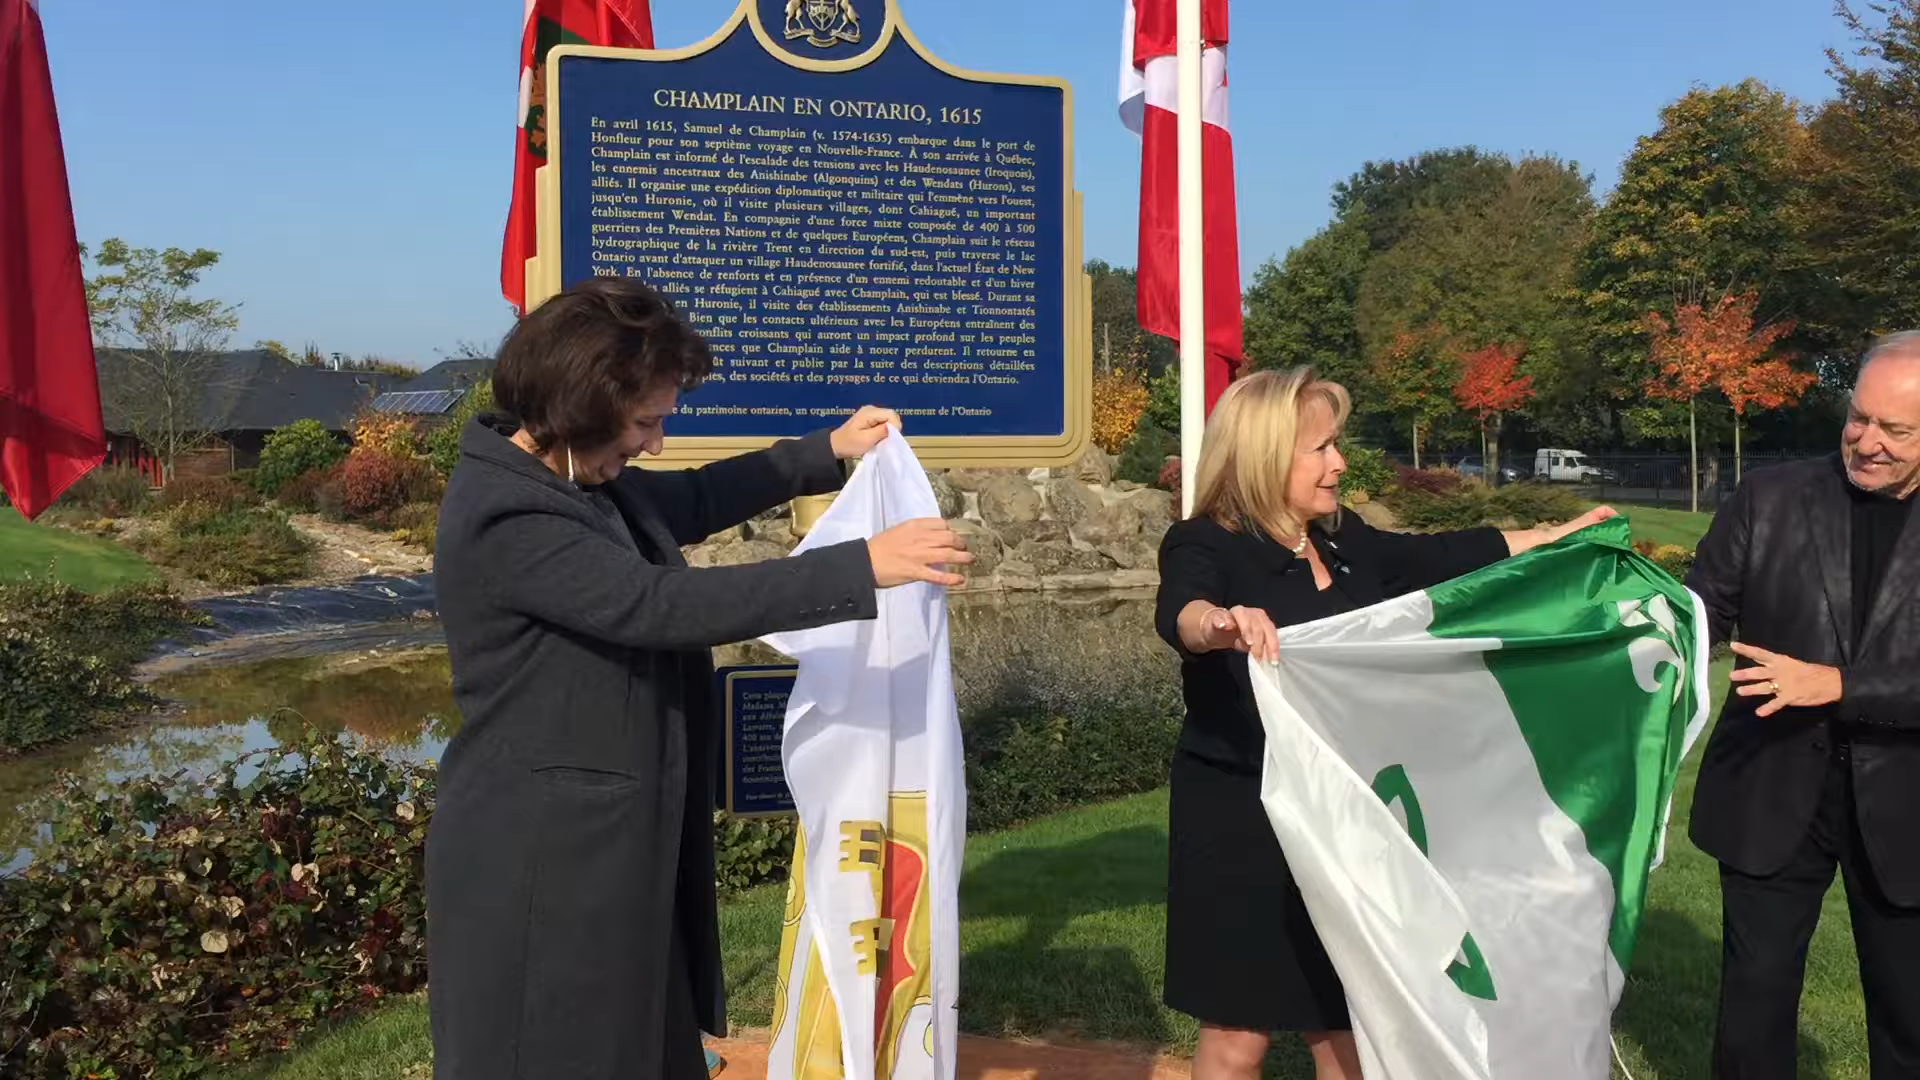 CHAMPLAIN EN ONTARIO, 1615
En avril 1615, Samuel de Champlain (v. 1574-1635) embarque dans le port de
Honfleur pour son septième voyage en Nouvelle-France. À son arrivée à Québec,
Champlain est informé de l'escalade des tensions avec les Haudenosaunee (Iroquois),
les ennemis ancestraux des Anishinabe (Algonquins) et des Wendats (Hurons), ses
alliés. Il organise une expédition diplomatique et militaire qui l'emmène vers l'ouest,
jusqu'en Huronie, où il visite plusieurs villages, dont Cahiagué, un important
établissement Wendat. En compagnie d'une force mixte composée de 400 à 500
guerriers des Premières Nations et de quelques Européens, Champlain suit le réseau
hydrographique de la rivière Trent en direction du sud-est, puis traverse le lac
Ontario avant d'attaquer un village Haudenosaunee fortifié, dans l'actuel État de New
York. En l'absence de renforts et en présence d'un ennemi redoutable et d'un hiver
alliés se réfugient à Cahiagué avec Champlain, qui est blessé. Durant sa
en Huronie, il visite des établissements Anishinabe et Tionnontatés
Bien que les contacts ultérieurs avec les Européens entraînent des
conflits croissants qui auront un impact profond sur les peuples
que Champlain aide à nouer perdurent. Il retourne en
suivant et publie par la suite des descriptions détaillées
des sociétés et des paysages de ce qui deviendra l'Ontario.
du patrimoine ontarien, un organisme de l'Ontario
Cette plaque
Madame M
aux Affai
Lemaire,
400 ans de